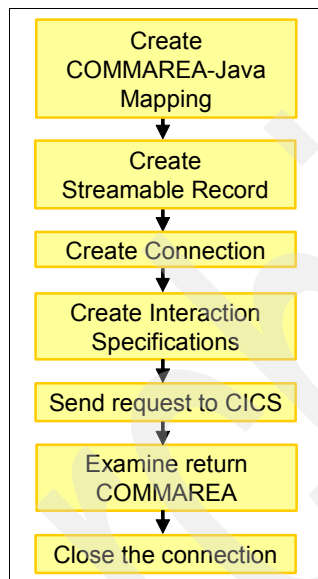 Create
COMMAREA-Java
Mapping
Create
Streamable Record
Create Connection
Create Interaction
Specifications
Send request to CICS
Examine return
COMMAREA
Close the connection